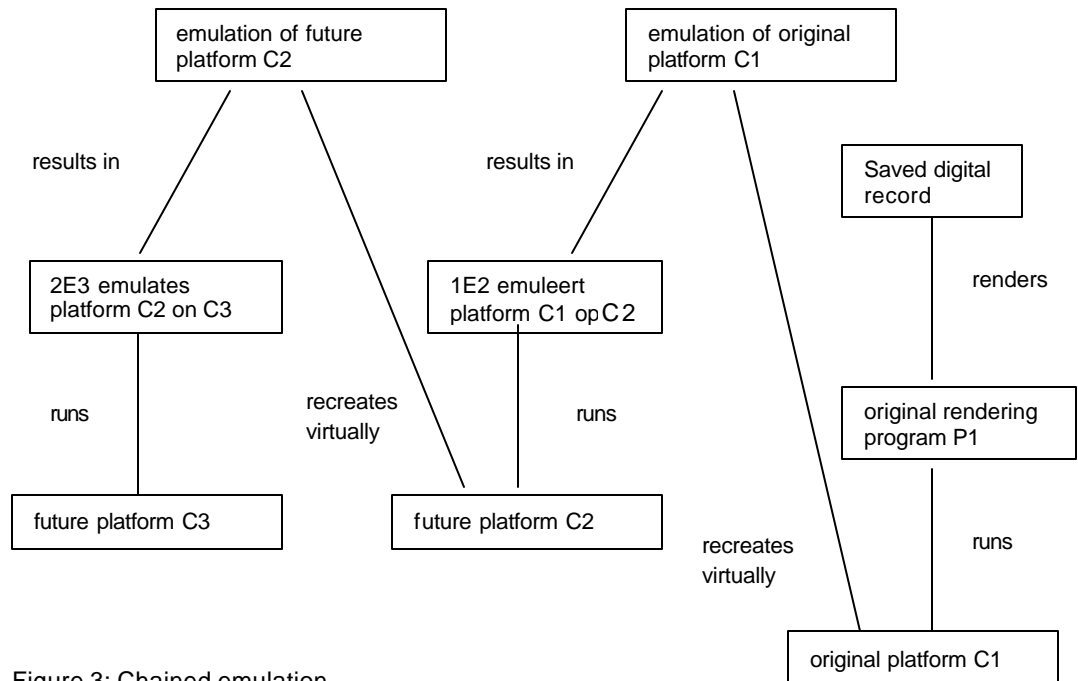 emulation of future
platform C2
emulation of original
platform C1
results in
results in
Saved digital
record
2E3 emulates
platform C2 on C3
1E2 emuleert
platform C1 op C2
renders
runs
recreates
virtually
runs
original rendering
program P1
future platform C3
future platform C2
recreates
virtually
runs
original platform C1
Figure 3: Chained emulation